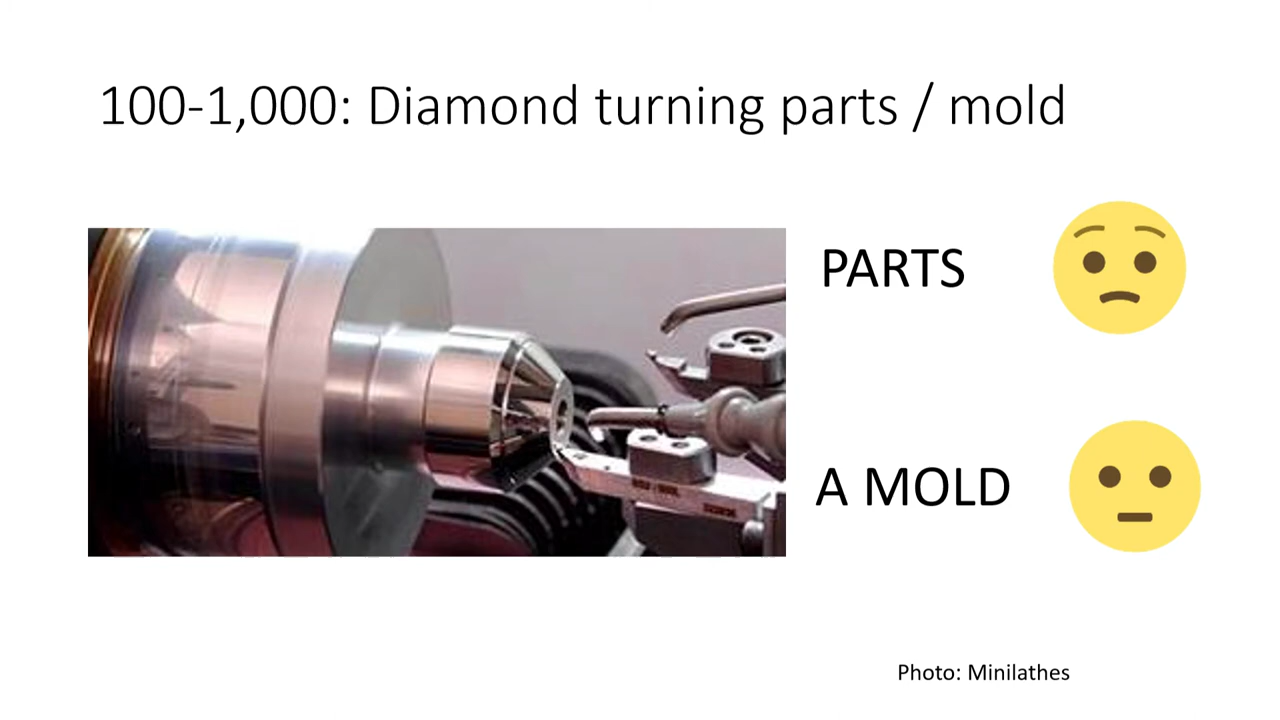 100-1,000: Diamond turning parts / mold
PARTS
A MOLD
Photo: Minilathes